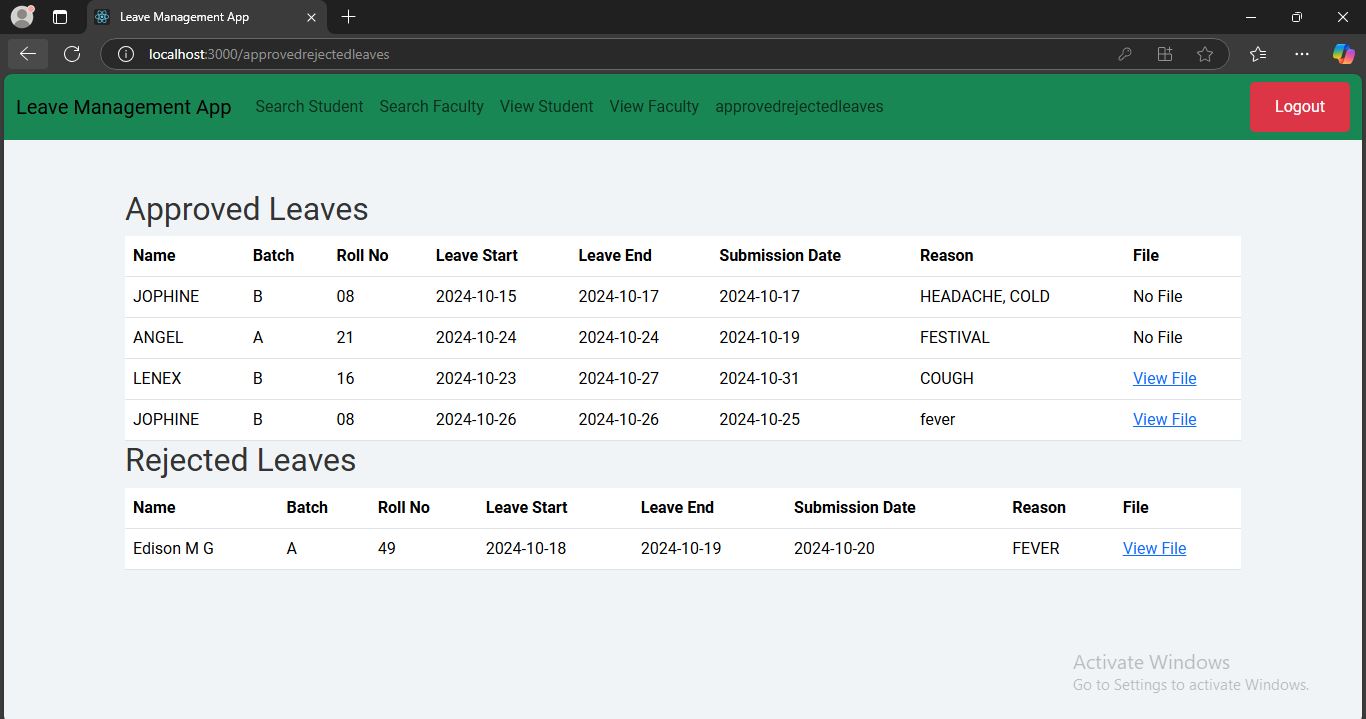 Leave Management App
localhost:3000/approvedrejectedleaves
Leave Management App Search Student Search Faculty View Student View Faculty approvedrejectedleaves Logout
Approved Leaves
Name Batch Roll No Leave Start Leave End Submission Date Reason File
JOPHINE B 08 2024-10-15 2024-10-17 2024-10-17 HEADACHE, COLD No File
ANGEL A 21 2024-10-24 2024-10-24 2024-10-19 FESTIVAL No File
LENEX B 16 2024-10-23 2024-10-27 2024-10-31 COUGH View File
JOPHINE B 08 2024-10-26 2024-10-26 2024-10-25 fever View File
Rejected Leaves
Name Batch Roll No Leave Start Leave End Submission Date Reason File
Edison M G A 49 2024-10-18 2024-10-19 2024-10-20 FEVER View File
Activate Windows
Go to Settings to activate Windows.